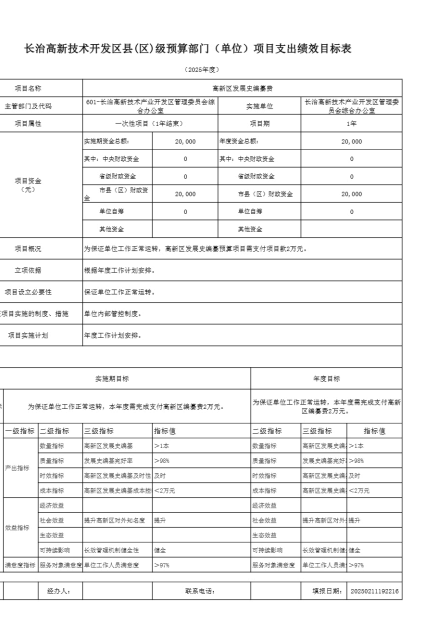 长治高新技术开发区县(区)级预算部门（单位）项目支出绩效目标表
（2025年度）
项目名称 高新区发展史编纂费
主管部门及代码 601-长治高新技术产业开发区管理委员会综合办公室 实施单位 长治高新技术产业开发区管理委员会综合办公室
项目属性 一次性项目（1年结束） 项目期 1年
项目资金（元） 实施期资金总额： 20,000 年度资金总额： 20,000
其中：中央财政资金 0 其中：中央财政资金 0
省级财政资金 0 省级财政资金 0
市县（区）财政资金 20,000 市县（区）财政资金 20,000
单位自筹 0 单位自筹 0
其他资金 其他资金
项目概况 为保证单位工作正常运转，高新区发展史编纂预算项目需支付项目款2万元。
立项依据 根据年度工作计划安排。
项目设立必要性 保证单位工作正常运转。
项目实施的制度、措施 单位内部管控制度。
项目实施计划 年度工作计划安排。
实施期目标 年度目标
为保证单位工作正常运转，本年度需完成支付高新区编纂费2万元。 为保证单位工作正常运转，本年度需完成支付高新区编纂费2万元。
一级指标 二级指标 三级指标 指标值 二级指标 三级指标 指标值
产出指标 数量指标 高新区发展史编纂 >1本 数量指标 高新区发展史编 >1本
质量指标 发展史编纂完好率 >98% 质量指标 发展史编纂完好 >98%
时效指标 高新区发展史编纂及时性 及时 时效指标 高新区发展史编 及时
成本指标 高新区发展史编纂成本 <2万元 成本指标 高新区发展史编 <2万元
效益指标 经济效益 经济效益
社会效益 提升高新区对外知名度 提升 社会效益 提升高新区对外 提升
生态效益 生态效益
可持续影响 长效管理机制健全性 健全 可持续影响 长效管理机制健 健全
满意度指标 服务对象满意度 单位工作人员满意度 >97% 服务对象满意度 单位工作人员满 >97%
经办人： 联系电话： 填报日期： 20250211192216